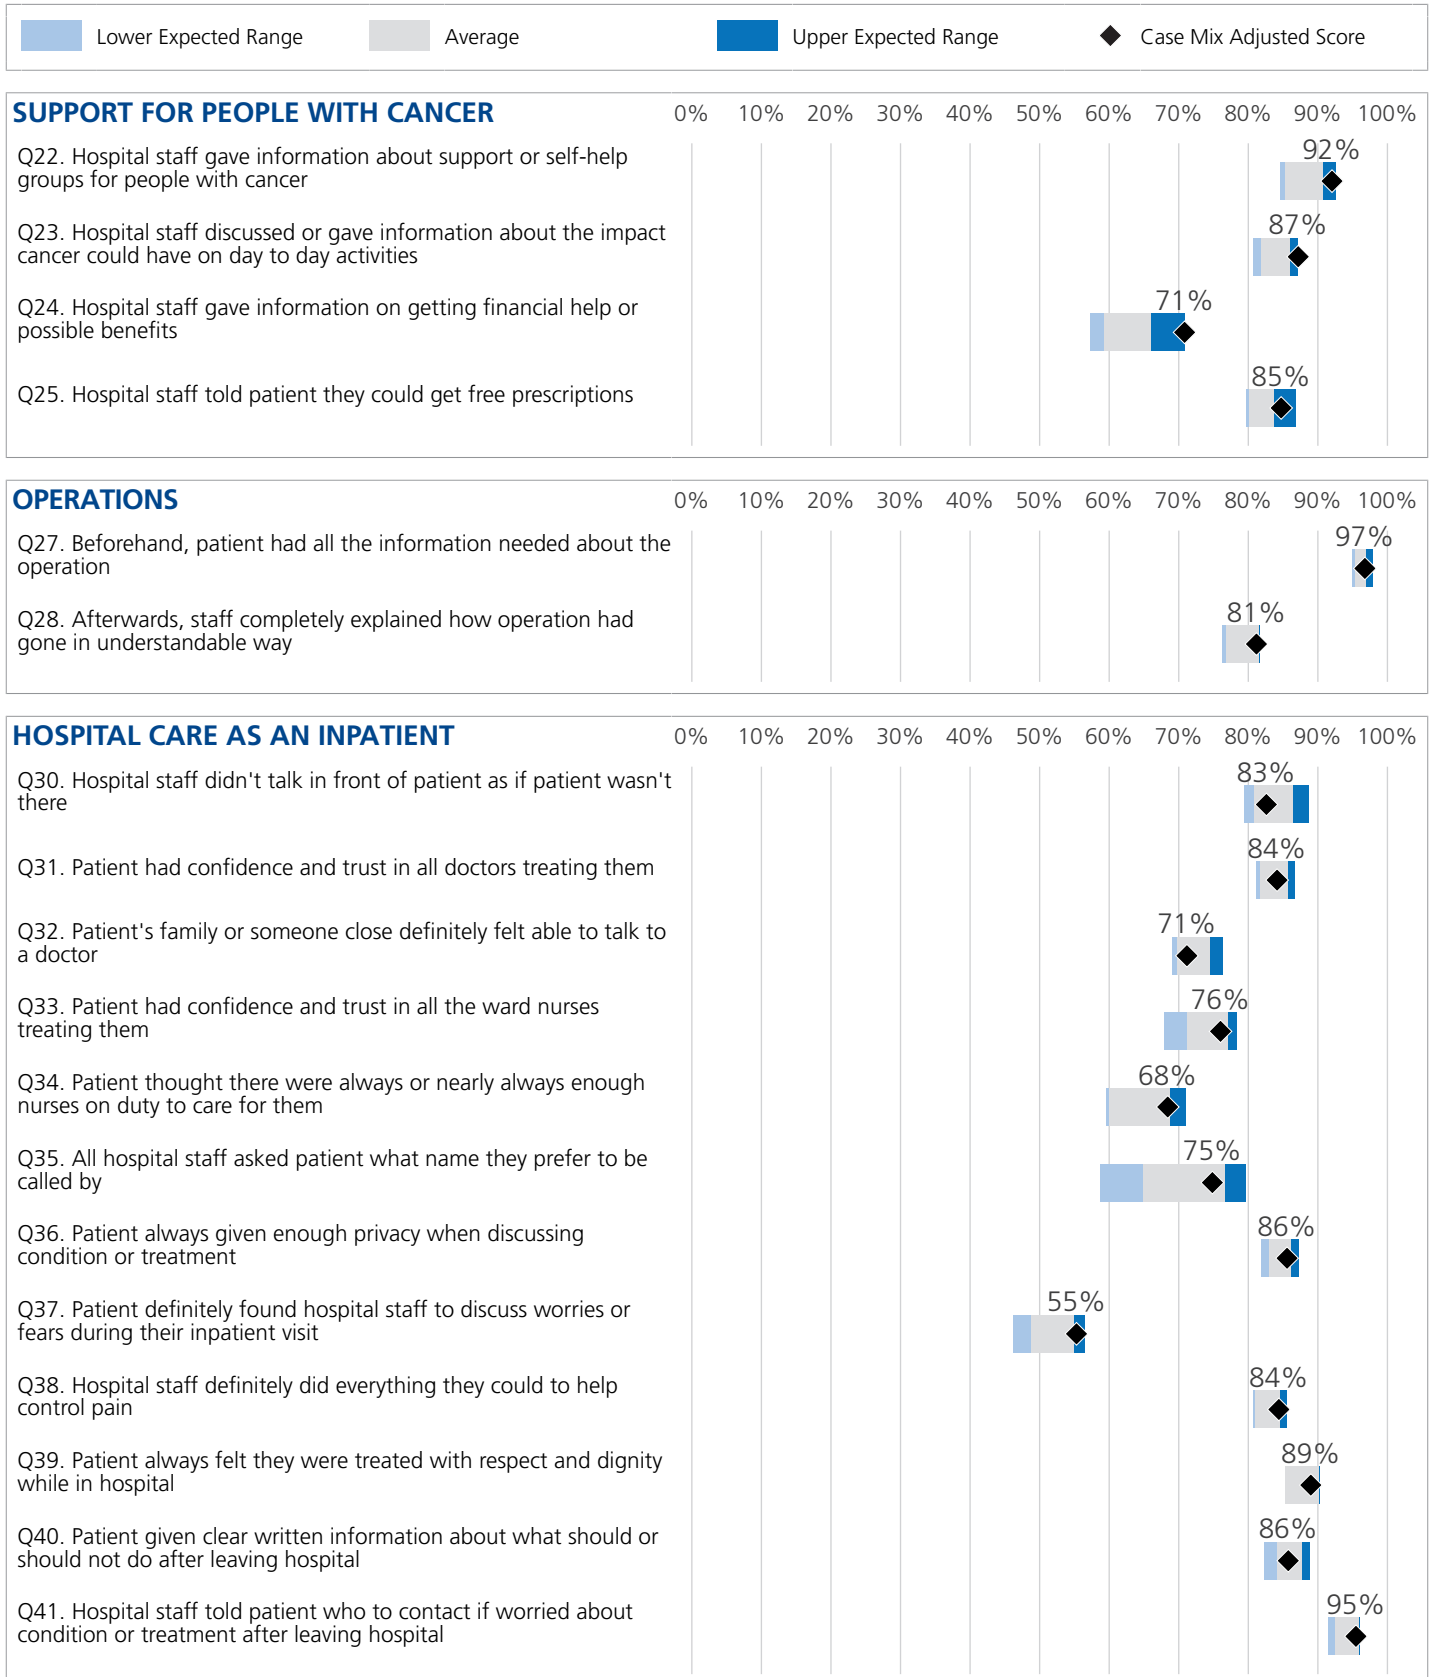 Lower Expected Range Average Upper Expected Range Case Mix Adjusted Score
SUPPORT FOR PEOPLE WITH CANCER 0% 10% 20% 30% 40% 50% 60% 70% 80% 90% 100%
Q22. Hospital staff gave information about support or self-help
groups for people with cancer
92%
Q23. Hospital staff discussed or gave information about the impact
cancer could have on day to day activities
87%
Q24. Hospital staff gave information on getting financial help or
possible benefits
71%
Q25. Hospital staff told patient they could get free prescriptions
85%
OPERATIONS 0% 10% 20% 30% 40% 50% 60% 70% 80% 90% 100%
Q27. Beforehand, patient had all the information needed about the
operation
97%
Q28. Afterwards, staff completely explained how operation had
gone in understandable way
81%
HOSPITAL CARE AS AN INPATIENT 0% 10% 20% 30% 40% 50% 60% 70% 80% 90% 100%
Q30. Hospital staff didn't talk in front of patient as if patient wasn't
there
83%
Q31. Patient had confidence and trust in all doctors treating them
84%
Q32. Patient's family or someone close definitely felt able to talk to
a doctor
71%
Q33. Patient had confidence and trust in all the ward nurses
treating them
76%
Q34. Patient thought there were always or nearly always enough
nurses on duty to care for them
68%
Q35. All hospital staff asked patient what name they prefer to be
called by
75%
Q36. Patient always given enough privacy when discussing
condition or treatment
86%
Q37. Patient definitely found hospital staff to discuss worries or
fears during their inpatient visit
55%
Q38. Hospital staff definitely did everything they could to help
control pain
84%
Q39. Patient always felt they were treated with respect and dignity
while in hospital
89%
Q40. Patient given clear written information about what should or
should not do after leaving hospital
86%
Q41. Hospital staff told patient who to contact if worried about
condition or treatment after leaving hospital
95%